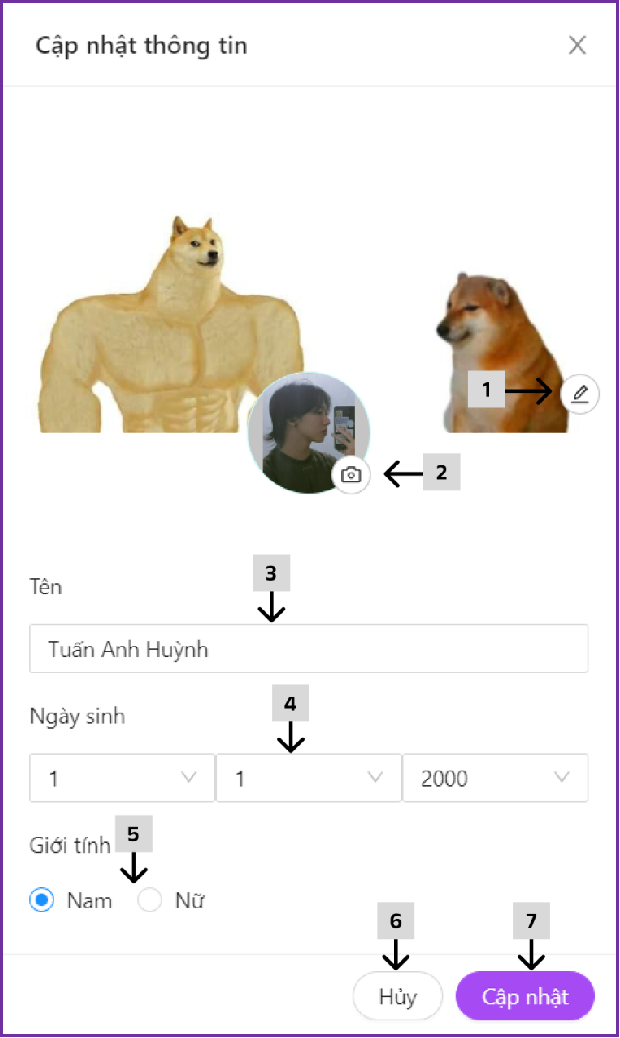 Cập nhật thông tin
1
2
3
Tên
Tuấn Anh Huỳnh
4
Ngày sinh
1 1 2000
5
Giới tính
Nam Nữ
6 7
Hủy Cập nhật